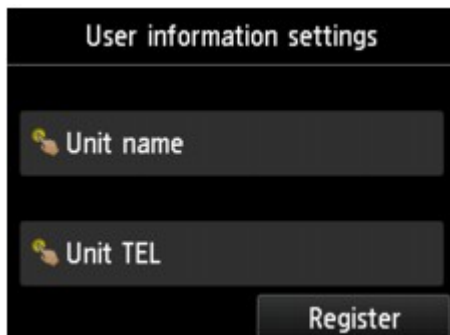 User information settings
Unit name
Unit TEL
Register